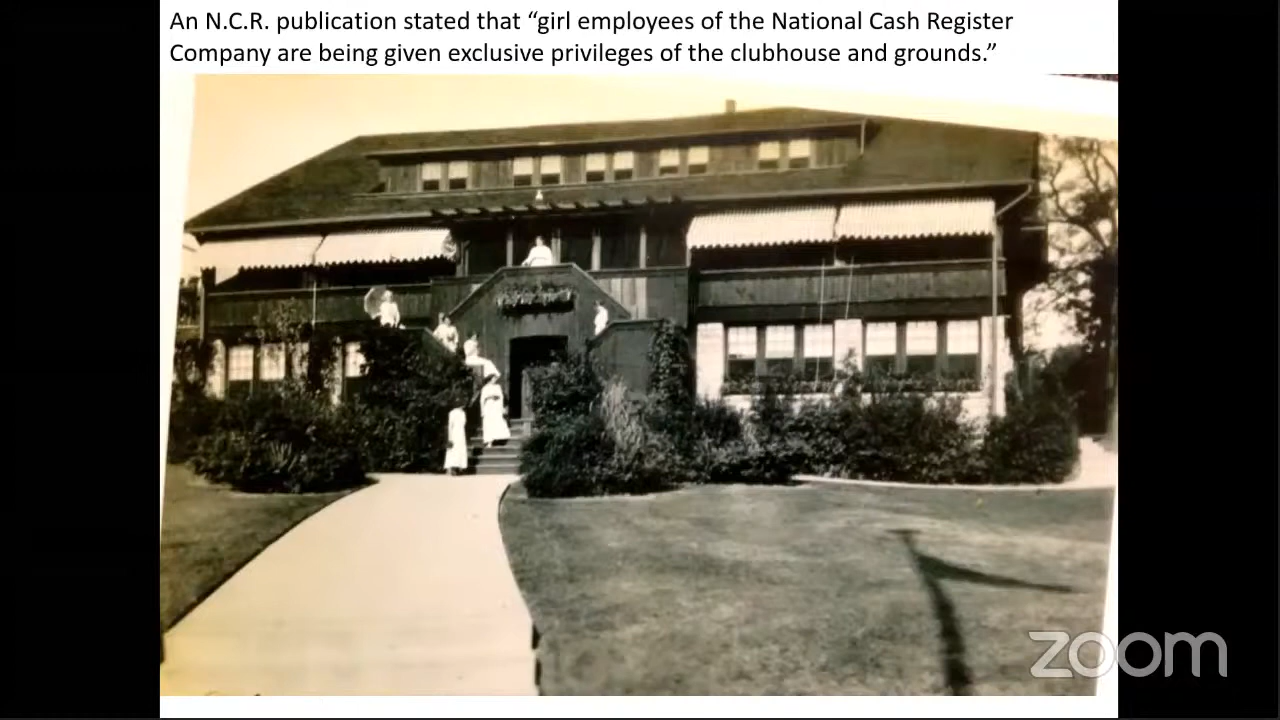 An N.C.R. publication stated that “girl employees of the National Cash Register
Company are being given exclusive privileges of the clubhouse and grounds.”
zoom